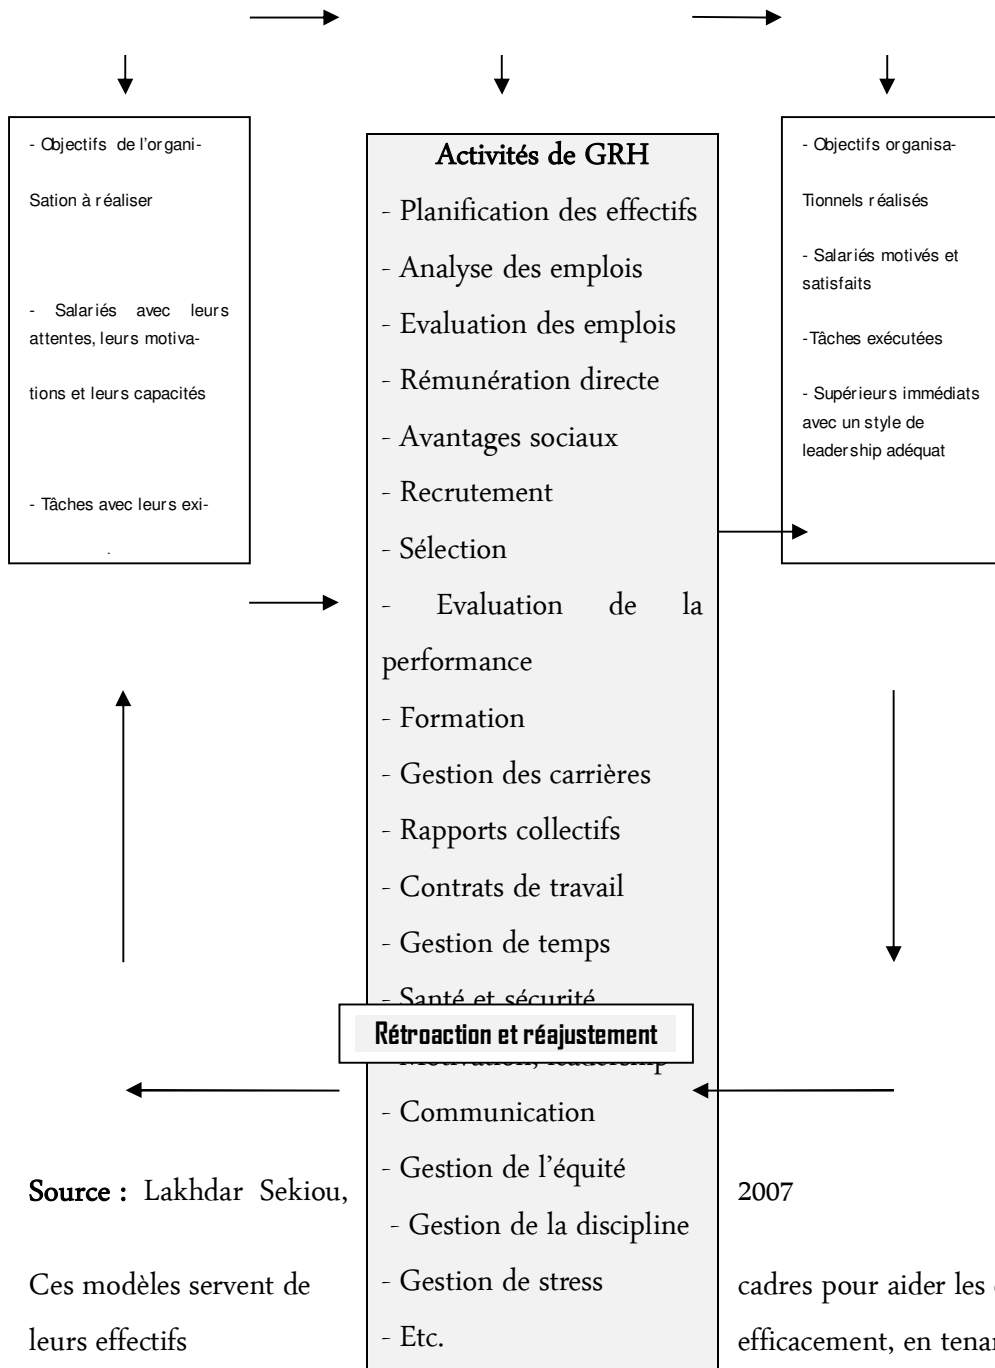 - Objectifs de l'organi-
Sation à réaliser
- Salariés avec leurs
attentes, leurs motiva-
tions et leurs capacités
- Tâches avec leurs exi-
Activités de GRH
- Planification des effectifs
- Analyse des emplois
- Evaluation des emplois
- Rémunération directe
- Avantages sociaux
- Recrutement
- Sélection
- Evaluation de la
performance
- Formation
- Gestion des carrières
- Rapports collectifs
- Contrats de travail
- Gestion de temps
- Santé et sécurité
- Motivation, leadership
- Communication
- Gestion de l'équité
- Gestion de la discipline
- Gestion de stress
- Etc.
- Objectifs organisa-
Tionnels réalisés
- Salariés motivés et
satisfaits
-Tâches exécutées
- Supérieurs immédiats
avec un style de
leadership adéquat
Rétroaction et réajustement
Source : Lakhdar Sekiou, 2007
Ces modèles servent de cadres pour aider les
leurs effectifs efficacement, en